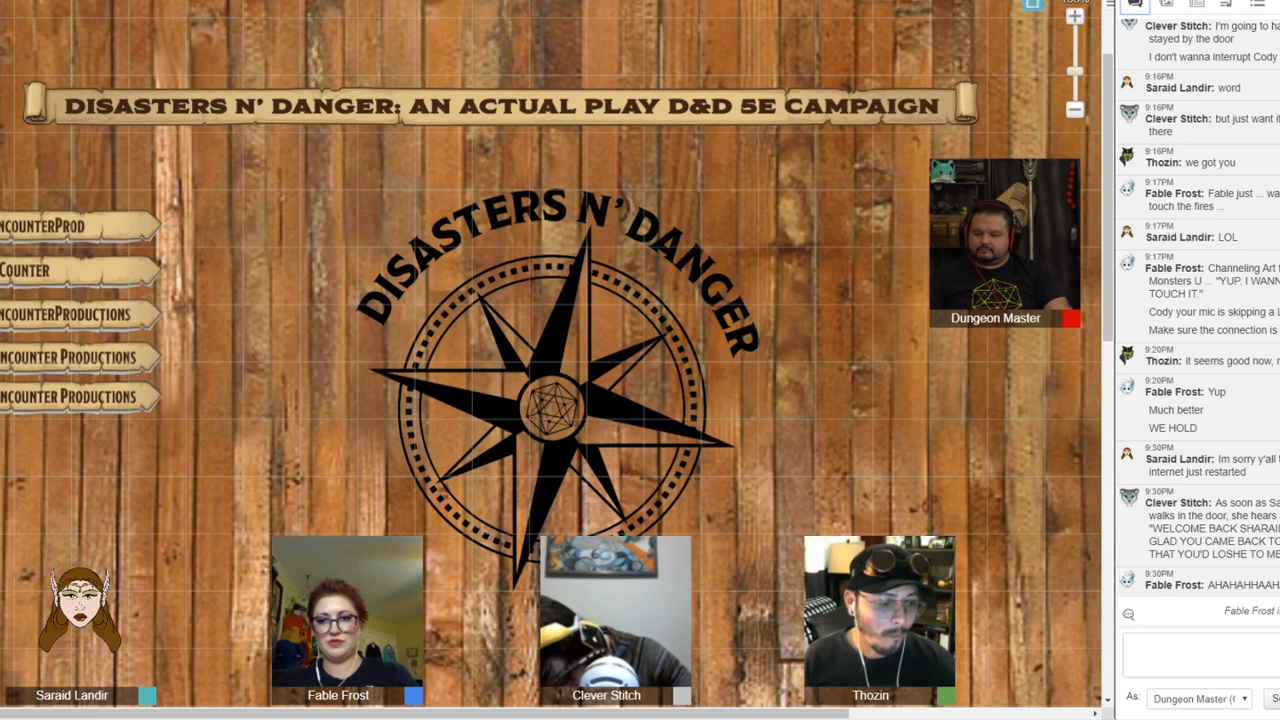 DISASTERS N' DANGER: AN ACTUAL PLAY D&D 5E CAMPAIGN
NCOUNTERPROD
COUNTER
NCOUNTERPRODUCTIONS
NCOUNTER PRODUCTIONS
NCOUNTER PRODUCTIONS
DISASTERS N' DANGER
Dungeon Master
Saraid Landir
Fable Frost
Clever Stitch
Thozin
Clever Stitch: I'm going to ha
stayed by the door
I don't wanna interrupt Cody
9:16PM
Saraid Landir: word
9:16PM
Clever Stitch: but just want i
there
9:16PM
Thozin: we got you
9:17PM
Fable Frost: Fable just ... wa
touch the fires ...
9:17PM
Saraid Landir: LOL
9:17PM
Fable Frost: Channeling Art
Monsters U ... "YUP. I WANN
TOUCH IT."
Cody your mic is skipping a
Make sure the connection is
9:20PM
Thozin: it seems good now,
9:20PM
Fable Frost: Yup
Much better
WE HOLD
9:30PM
Saraid Landir: Im sorry y'all
internet just restarted
9:30PM
Clever Stitch: As soon as Sa
walks in the door, she hears
"WELCOME BACK SHARAI
GLAD YOU CAME BACK TO
THAT YOU'D LOSHE TO ME
9:30PM
Fable Frost: AHAHAHHAAH
Fable Frost i
As:
Dungeon Master (